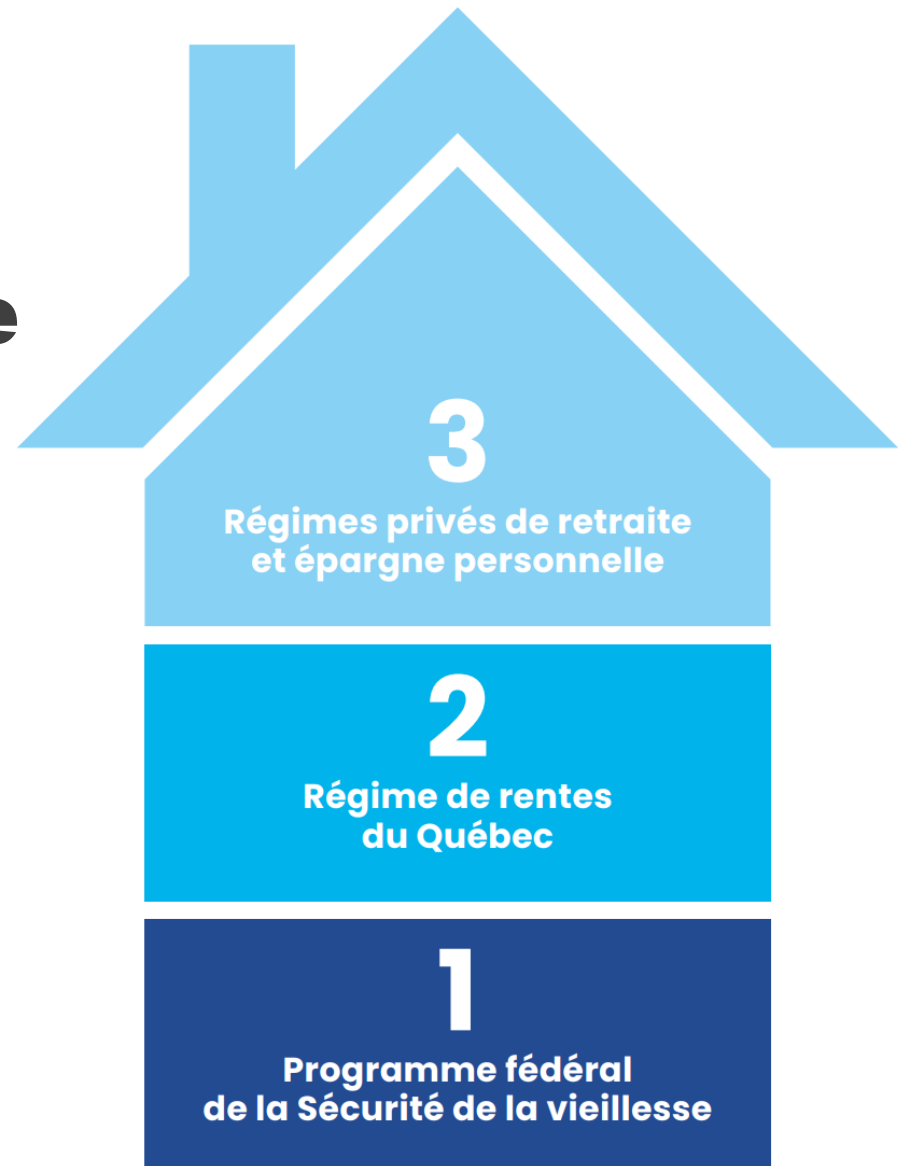 e
3
Régimes privés de retraite
et épargne personnelle
2
Régime de rentes
du Québec
1
Programme fédéral
de la Sécurité de la vieillesse